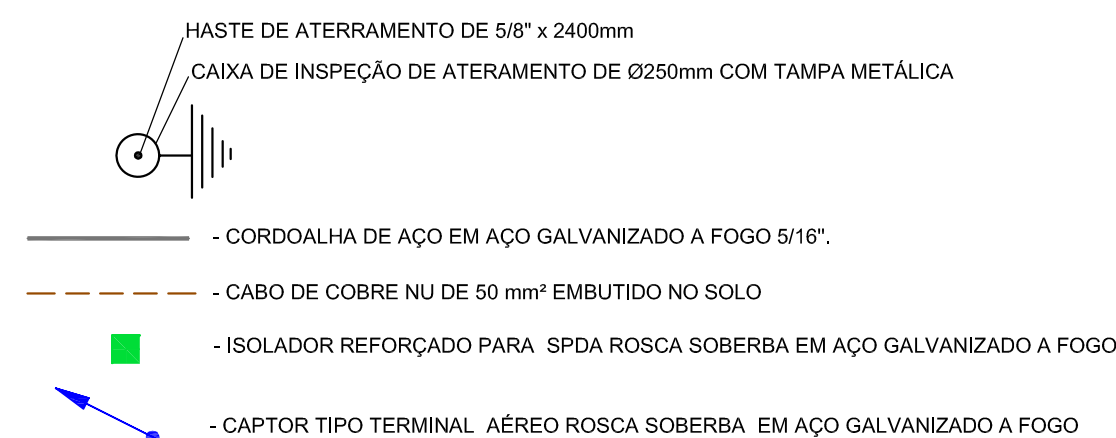 HASTE DE ATERRAMENTO DE 5/8" x 2400mm
CAIXA DE INSPEÇÃO DE ATERAMENTO DE Ø250mm COM TAMPA METÁLICA
- CORDOALHA DE AÇO EM AÇO GALVANIZADO A FOGO 5/16".
- CABO DE COBRE NU DE 50 mm² EMBUTIDO NO SOLO
- ISOLADOR REFORÇADO PARA SPDA ROSCA SOBERBA EM AÇO GALVANIZADO A FOGO
- CAPTOR TIPO TERMINAL AÉREO ROSCA SOBERBA EM AÇO GALVANIZADO A FOGO